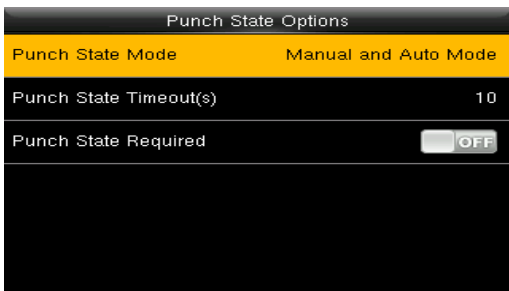 Punch State Options
Punch State Mode Manual and Auto Mode
Punch State Timeout(s) 10
Punch State Required OFF